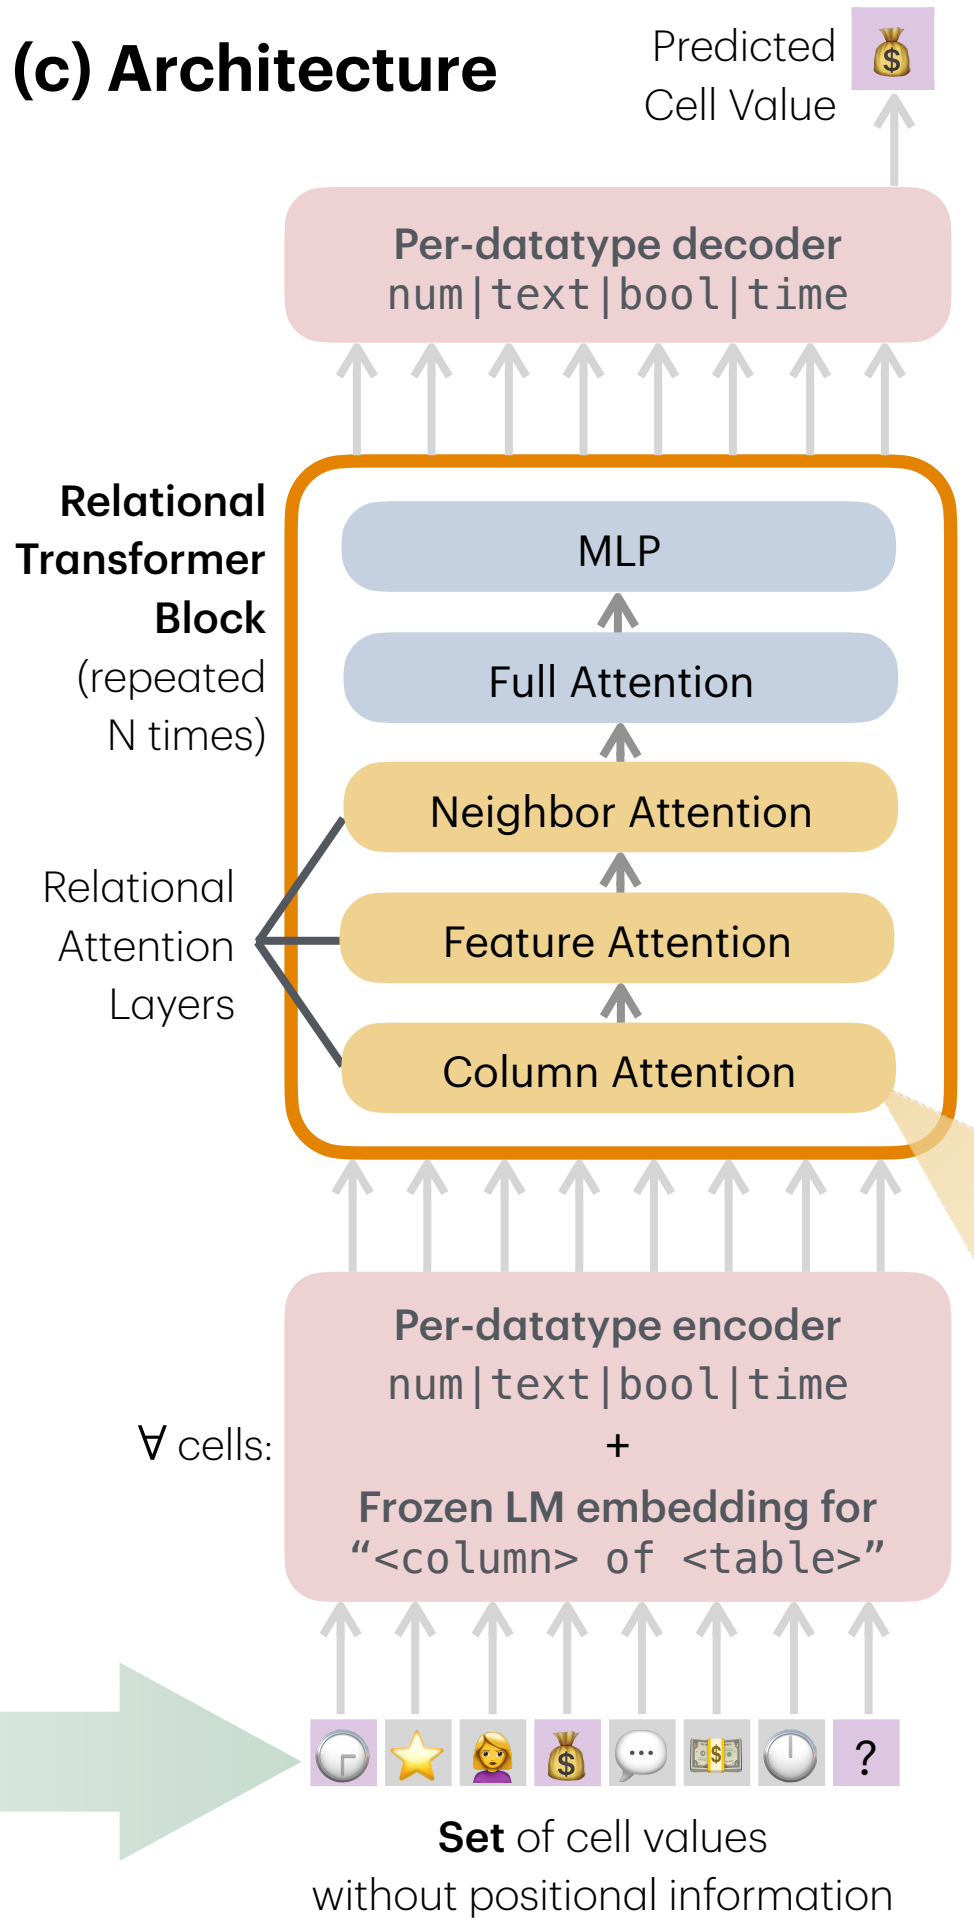 (c) Architecture
Predicted
Cell Value
$
Per-datatype decoder
num|text|bool|time
Relational
Transformer
Block
(repeated
N times)
MLP
Full Attention
Neighbor Attention
Feature Attention
Column Attention
Relational
Attention
Layers
Per-datatype encoder
num|text|bool|time
+
Frozen LM embedding for
“<column> of <table>”
∀ cells:
$ $ ?
Set of cell values
without positional information